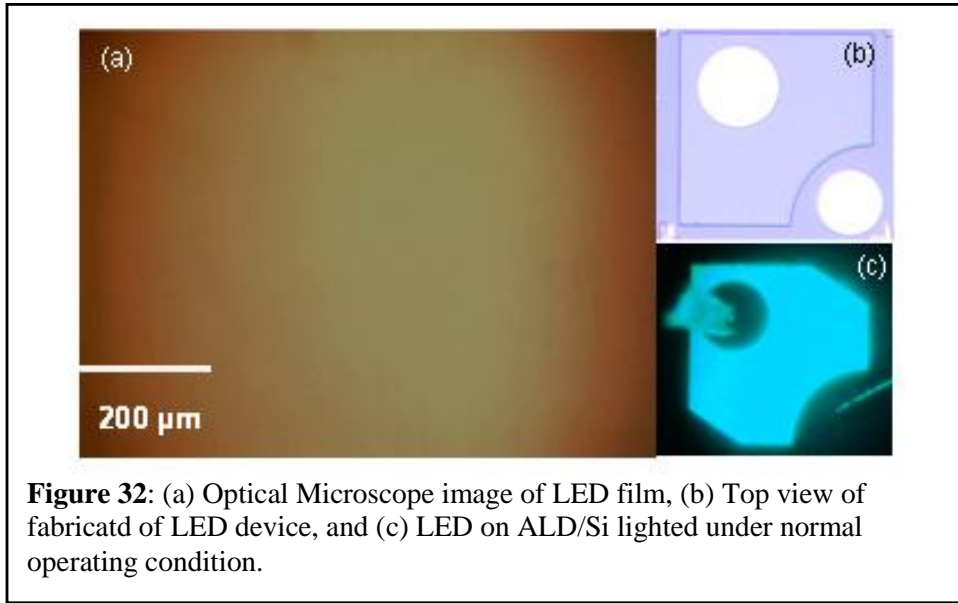 (a)
(b)
(c)
200 µm
Figure 32: (a) Optical Microscope image of LED film, (b) Top view of
fabricatd of LED device, and (c) LED on ALD/Si lighted under normal
operating condition.